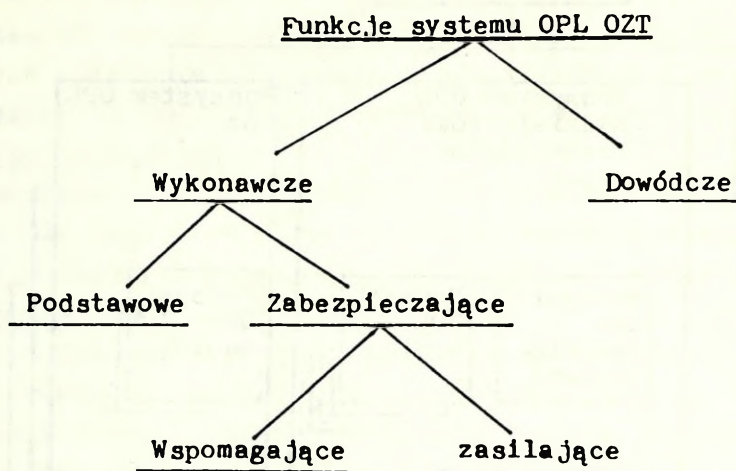 Funkcje systemu OPL OZT
Wykonawcze Dowódcze
Podstawowe Zabezpieczające
Wspomagające zasilające